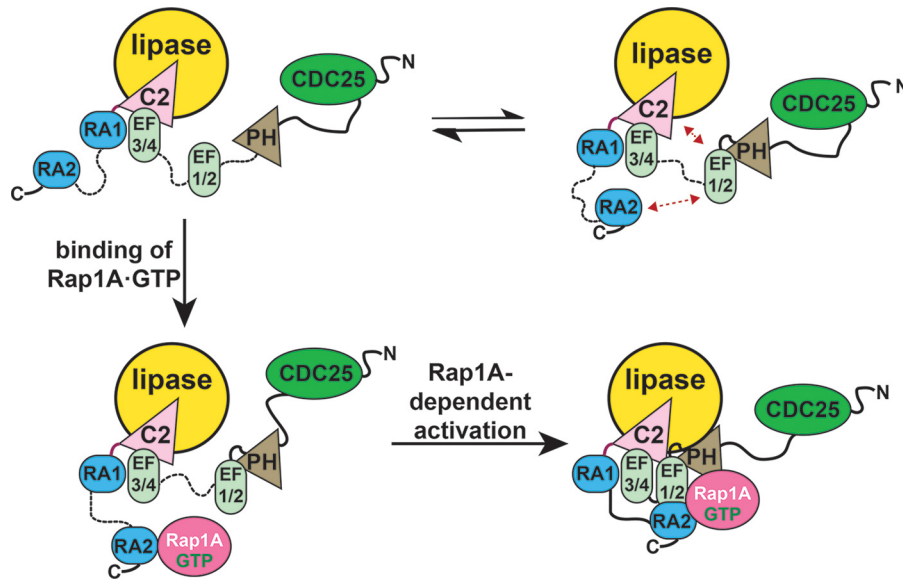 lipase
C2
CDC25
N
RA1
EF
3/4
EF
1/2
PH
RA2
C
lipase
C2
CDC25
N
RA1
EF
3/4
EF
1/2
PH
RA2
C
binding of
Rap1A·GTP
lipase
C2
CDC25
N
RA1
EF
3/4
EF
1/2
PH
RA2
Rap1A
GTP
C
Rap1A-
dependent
activation
lipase
C2
CDC25
N
RA1
EF
3/4
EF
1/2
PH
RA2
Rap1A
GTP
C